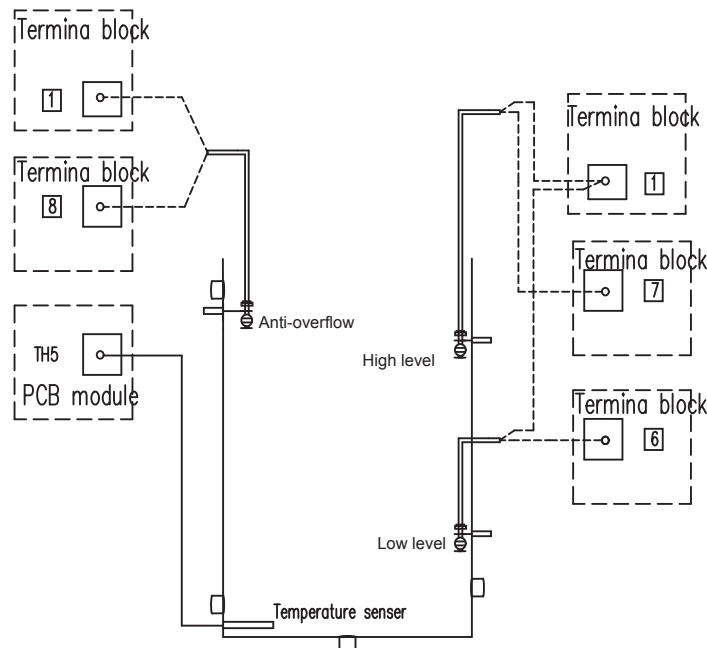 Termina block
1
Termina block
8
TH5
PCB module
Anti-overflow
High level
Low level
Temperature senser
Termina block
1
Termina block
7
Termina block
6